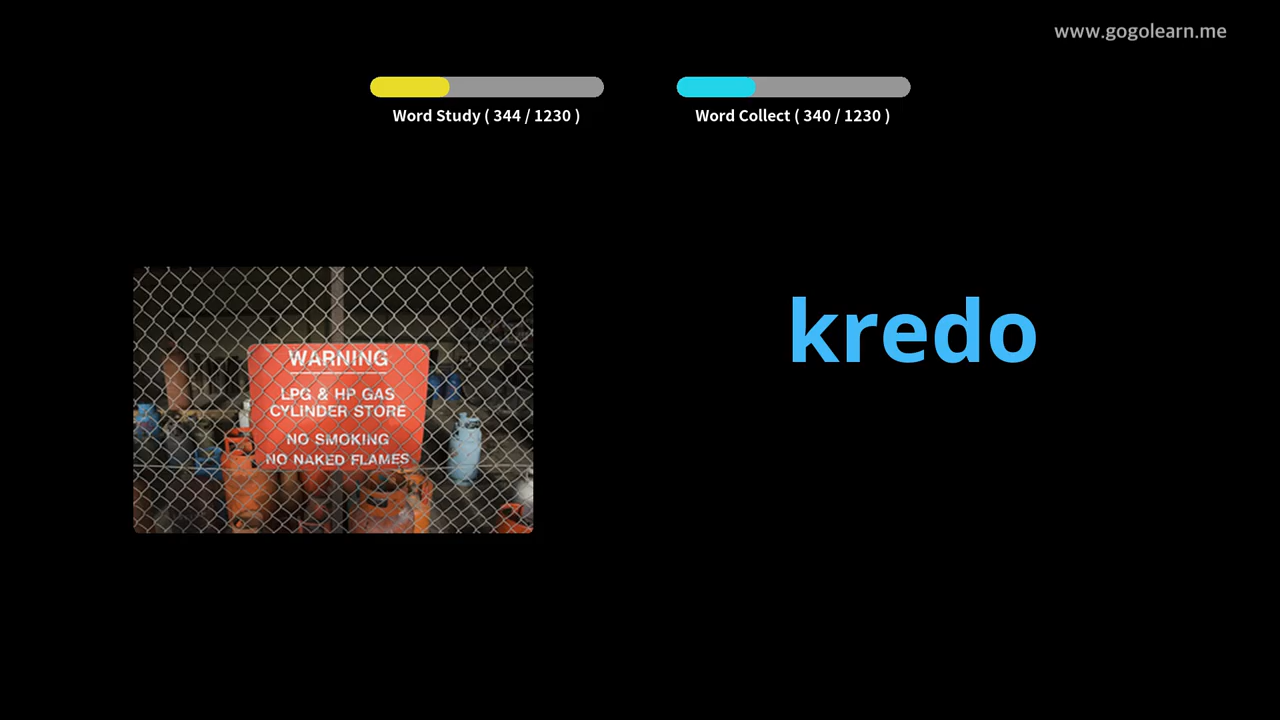 www.gogolearn.me
Word Study ( 344 / 1230 )
Word Collect ( 340 / 1230 )
kredo
WARNING
LPG & HP GAS
CYLINDER STORE
NO SMOKING
NO NAKED FLAMES